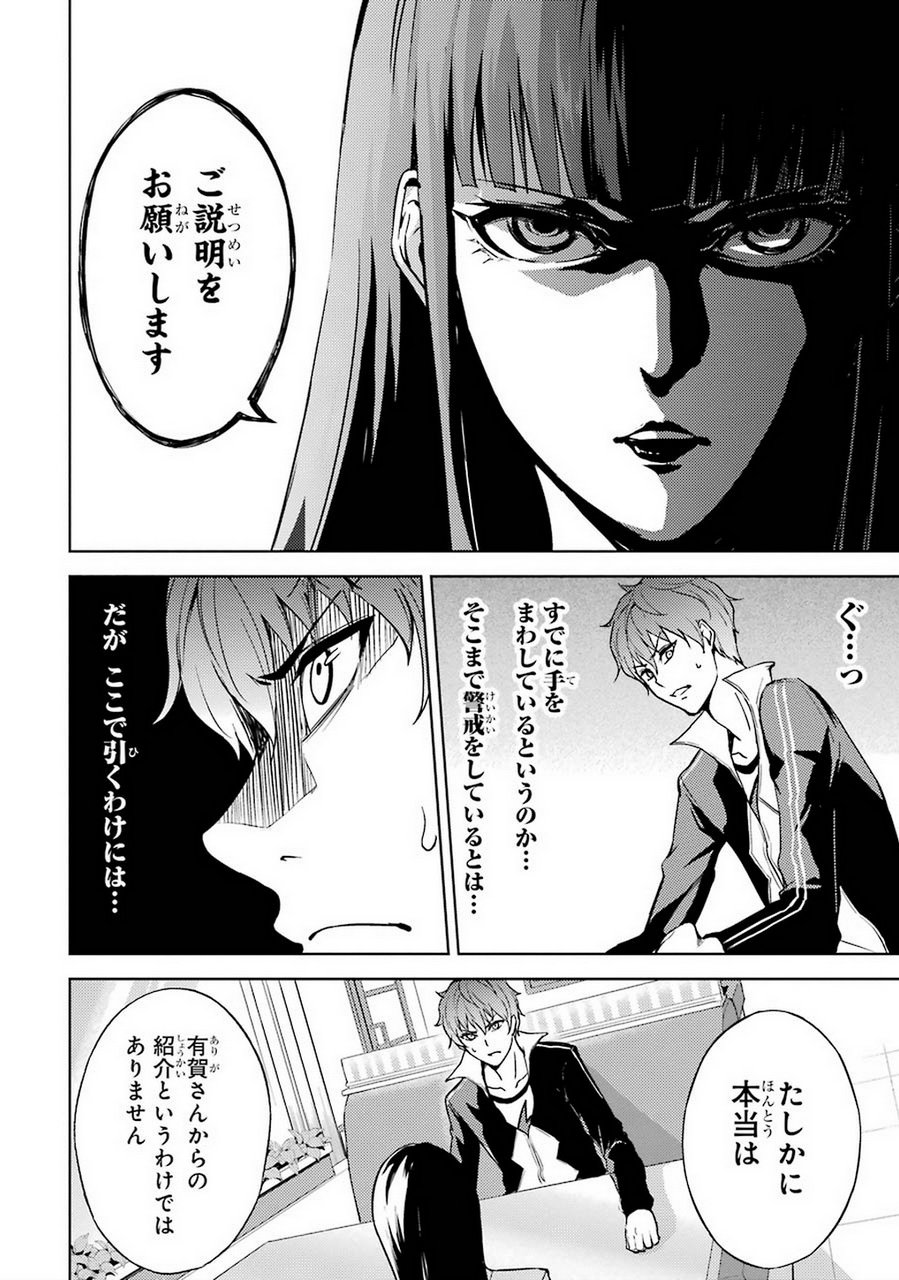 ご説明を
お願いします
ぐ…っ
すでに手を
まわしているというのか…
そこまで警戒をしているとは…
だが ここで引くわけには…
たしかに
本当は
有賀さんからの
紹介というわけでは
ありません